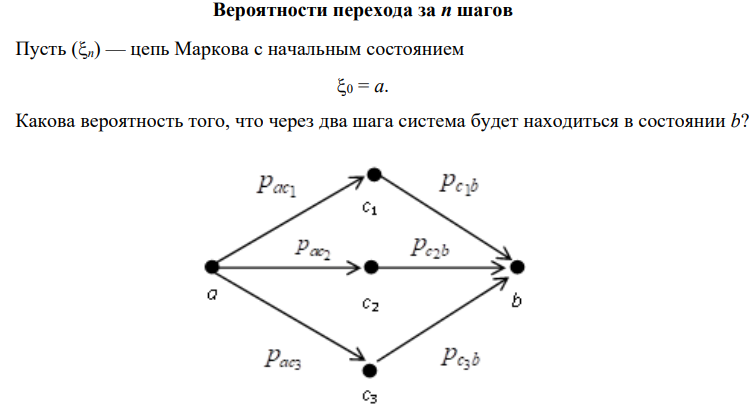 Вероятности перехода за n шагов
Пусть (ξn) — цепь Маркова с начальным состоянием
ξ0 = a.
Какова вероятность того, что через два шага система будет находиться в состоянии b?
pac1
pc1b
c1
pac2
pc2b
a
c2
b
pac3
pc3b
c3